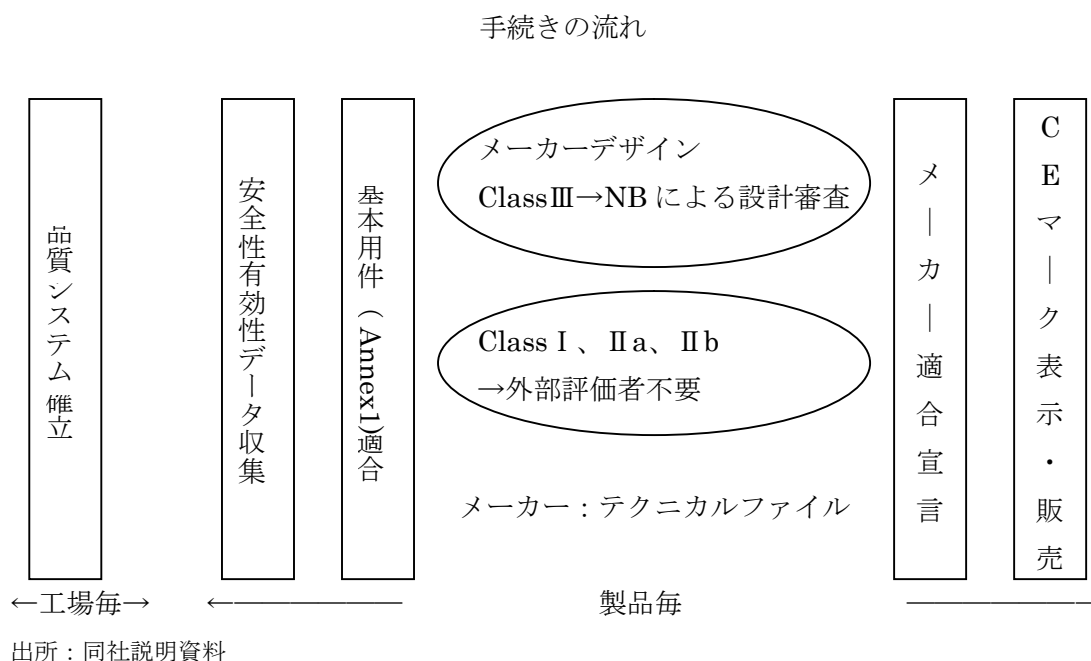 手続きの流れ
品質システム確立
安全性有効性データ収集
基本用件（Annex1)適合
メーカーデザイン
ClassⅢ→NB による設計審査
ClassⅠ、Ⅱa、Ⅱb
→外部評価者不要
メーカー：テクニカルファイル
メーカー適合宣言
CEマーク表示・販売
←工場毎→
←――――――
製品毎
―――――――
出所：同社説明資料